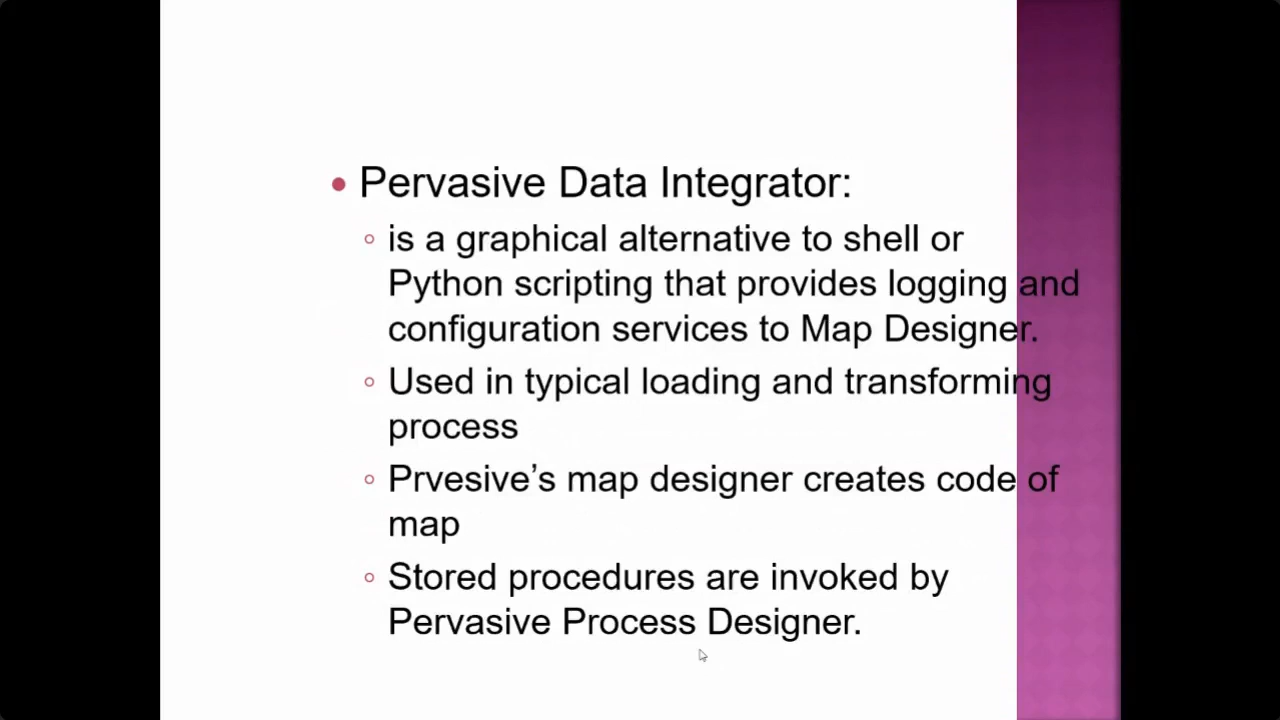 Pervasive Data Integrator:
is a graphical alternative to shell or
Python scripting that provides logging and
configuration services to Map Designer.
Used in typical loading and transforming
process
Prvesive’s map designer creates code of
map
Stored procedures are invoked by
Pervasive Process Designer.